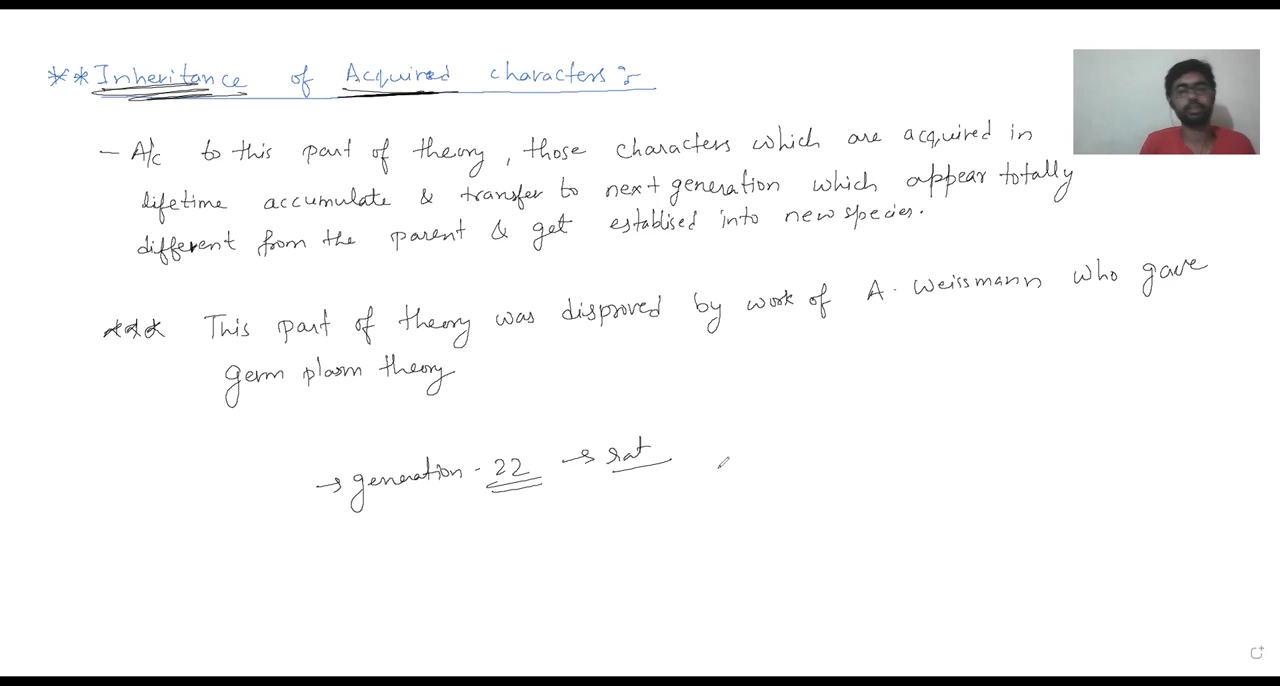 ** Inheritance of Acquired characters :-
- A/c to this part of theory, those characters which are acquired in
lifetime accumulate & transfer to next generation which appear totally
different from the parent & get establised into new species.
*** This part of theory was disproved by work of A. Weissmann who gave
germ plasm theory
→ generation - 22 → rat